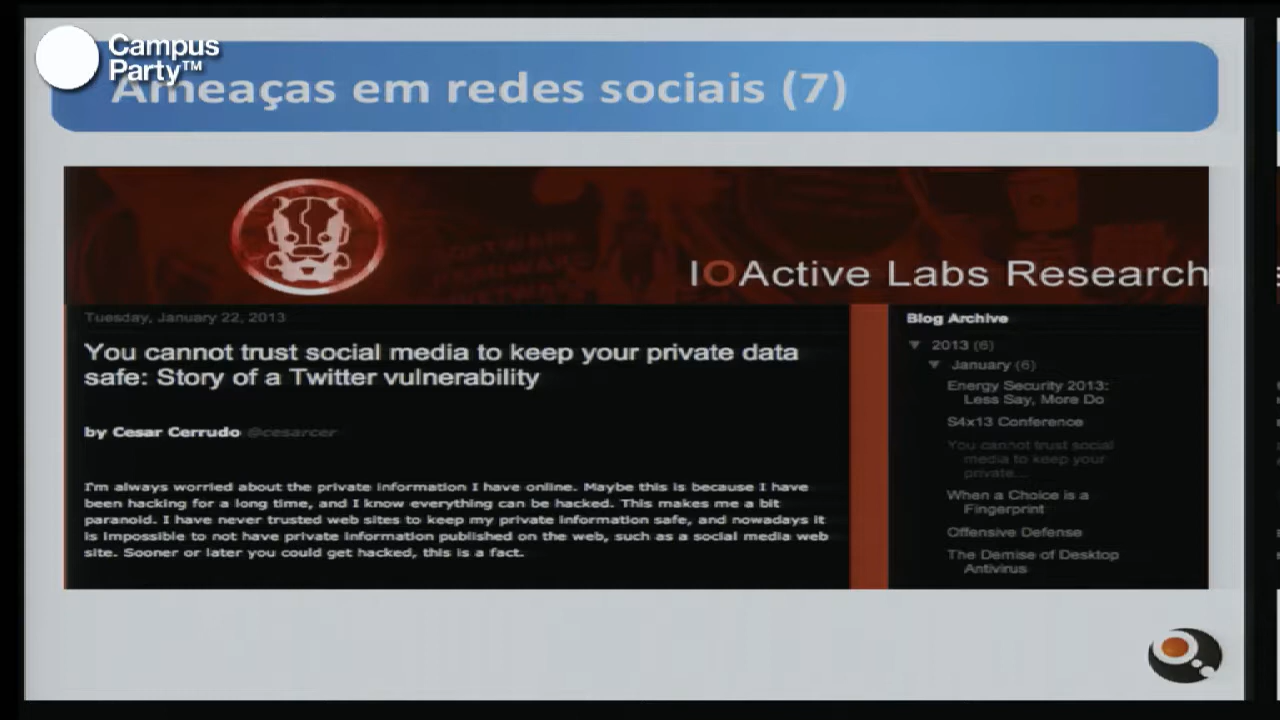 Campus
Party™
Ameaças em redes sociais (7)
IOActive Labs Research
Tuesday, January 22, 2013
You cannot trust social media to keep your private data
safe: Story of a Twitter vulnerability
by Cesar Cerrudo @cesarcer
I'm always worried about the private information I have online. Maybe this is because I have
been hacking for a long time, and I know everything can be hacked. This makes me a bit
paranoid. I have never trusted web sites to keep my private information safe, and nowadays it
is impossible to not have private information published on the web, such as a social media web
site. Sooner or later you could get hacked, this is a fact.
Blog Archive
▼ 2013 (6)
▼ January (6)
Energy Security 2013:
Less Say, More Do
S4x13 Conference
You cannot trust social
media to keep your
private...
When a Choice is a
Fingerprint
Offensive Defense
The Demise of Desktop
Antivirus